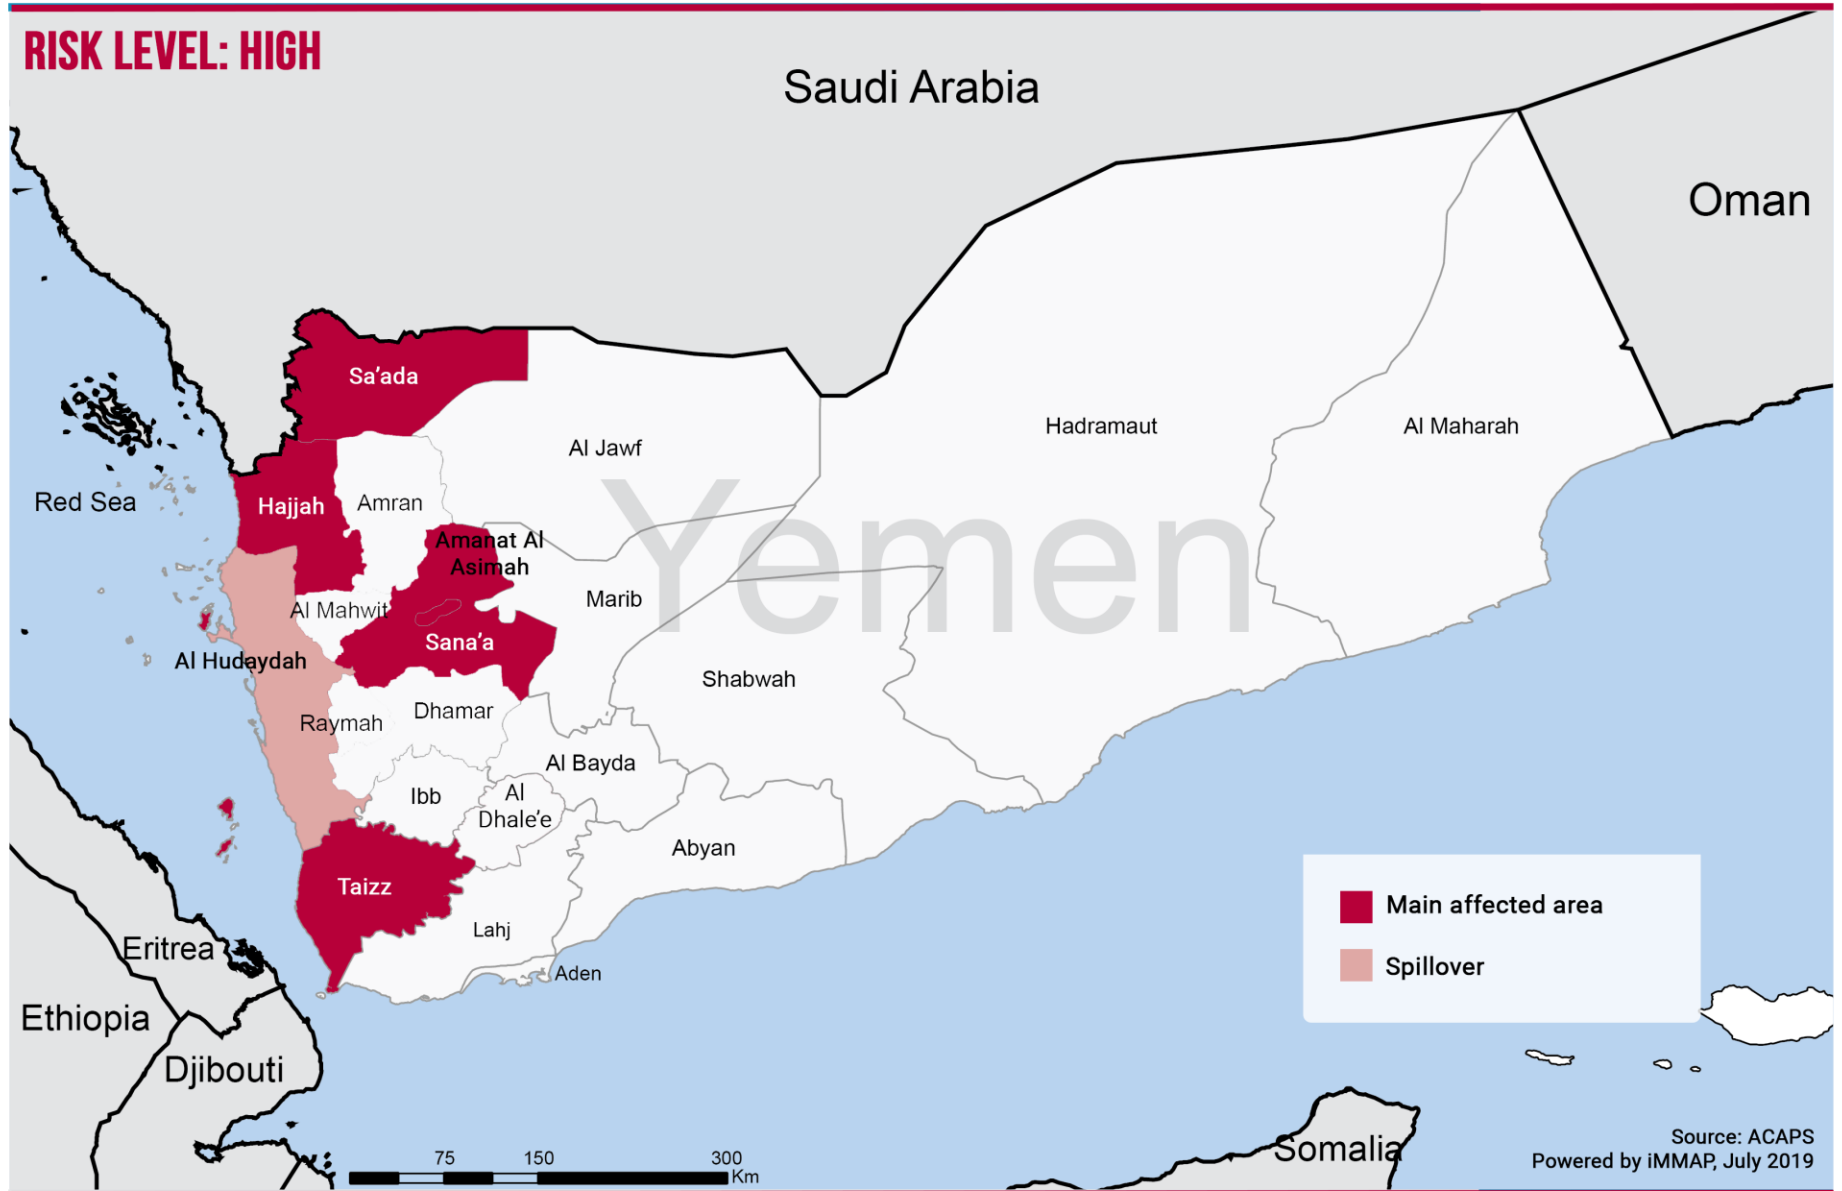 RISK LEVEL: HIGH
Saudi Arabia
Oman
Sa'ada
Hadramaut
Al Maharah
Al Jawf
Red Sea
Hajjah
Amran
Yemen
Amanat Al
Asimah
Marib
Al Mahwit
Sana'a
Al Hudaydah
Shabwah
Raymah
Dhamar
Al Bayda
Ibb
Al
Dhale'e
Abyan
Taizz
Lahj
Aden
Main affected area
Spillover
Eritrea
Ethiopia
Djibouti
Somalia
75 150 300
Km
Source: ACAPS
Powered by iMMAP, July 2019